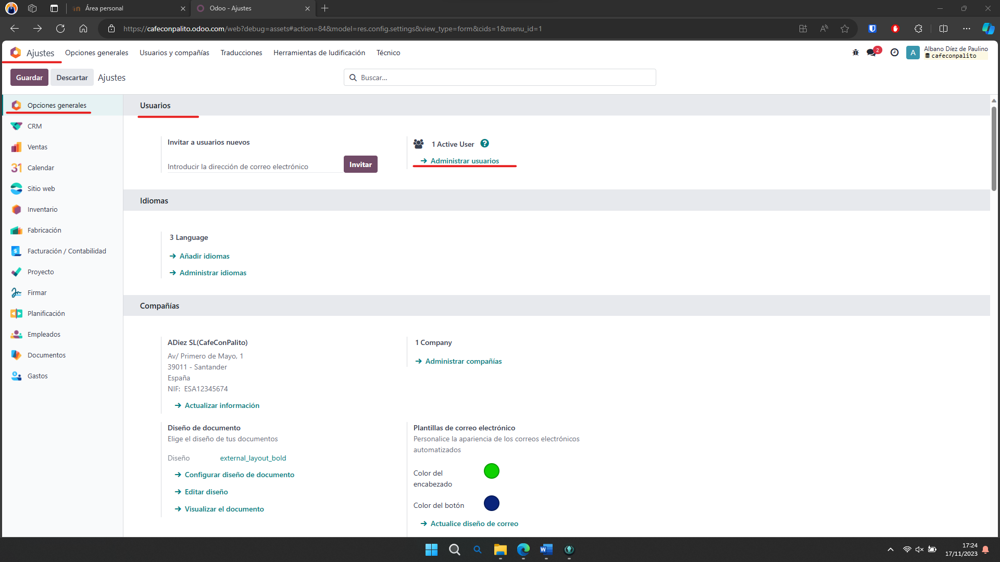 Área personal
Odoo - Ajustes
https://cafeconpalito.odoo.com/web?debug=assets#action=84&model=res.config.settings&view_type=form&cids=1&menu_id=1
Ajustes Opciones generales Usuarios y compañías Traducciones Herramientas de ludificación Técnico
2
A
Albano Díez de Paulino
cafeconpalito
Guardar Descartar Ajustes
Buscar...
Opciones generales
CRM
Ventas
31 Calendar
Sitio web
Inventario
Fabricación
Facturación / Contabilidad
Proyecto
Firmar
Planificación
Empleados
Documentos
Gastos
Usuarios
Invitar a usuarios nuevos
Introducir la dirección de correo electrónico
Invitar
1 Active User ?
Administrar usuarios
Idiomas
3 Language
Añadir idiomas
Administrar idiomas
Compañías
ADiez SL(CafeConPalito)
Av/ Primero de Mayo, 1
39011 - Santander
España
NIF: ESA12345674
Actualizar información
1 Company
Administrar compañías
Diseño de documento
Elige el diseño de tus documentos
Diseño external_layout_bold
Configurar diseño de documento
Editar diseño
Visualizar el documento
Plantillas de correo electrónico
Personalice la apariencia de los correos electrónicos
automatizados
Color del
encabezado
Color del botón
Actualice diseño de correo
17:24
17/11/2023